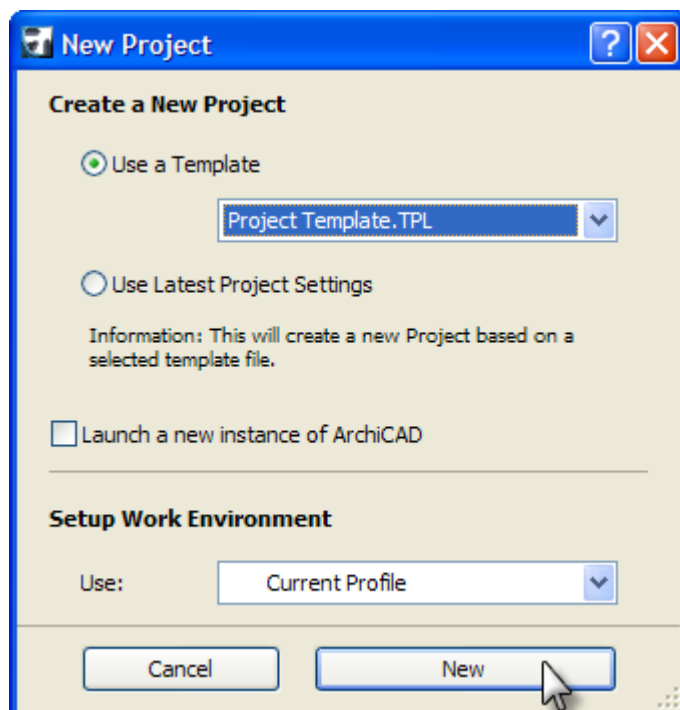 New Project
Create a New Project
Use a Template
Project Template.TPL
Use Latest Project Settings
Information: This will create a new Project based on a
selected template file.
Launch a new instance of ArchiCAD
Setup Work Environment
Use:
Current Profile
Cancel
New